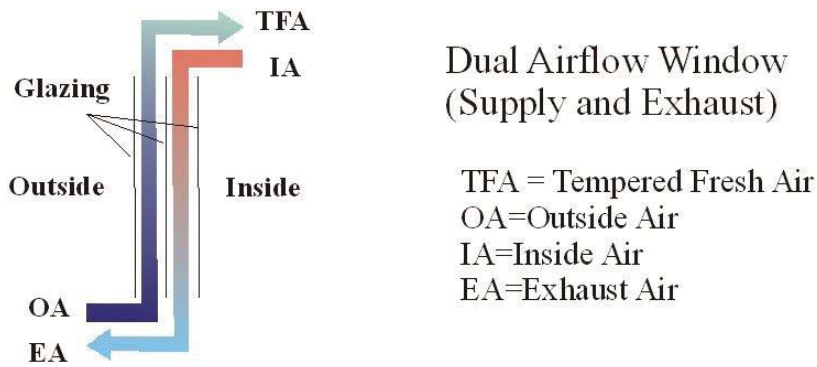 TFA
IA
Glazing
Outside
Inside
OA
EA
Dual Airflow Window
(Supply and Exhaust)
TFA = Tempered Fresh Air
OA=Outside Air
IA=Inside Air
EA=Exhaust Air